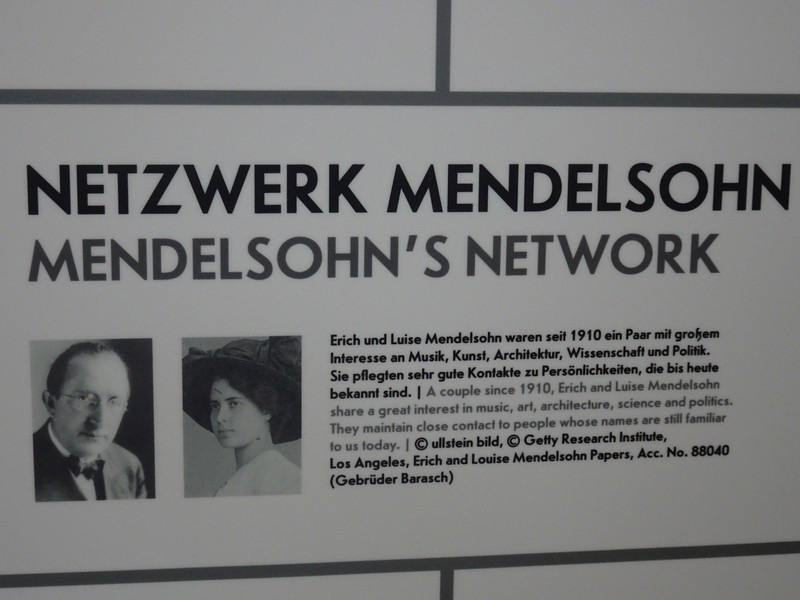 NETZWERK MENDELSOHN
MENDELSOHN'S NETWORK
Erich und Luise Mendelsohn waren seit 1910 ein Paar mit großem
Interesse an Musik, Kunst, Architektur, Wissenschaft und Politik.
Sie pflegten sehr gute Kontakte zu Persönlichkeiten, die bis heute
bekannt sind. | A couple since 1910, Erich and Luise Mendelsohn
share a great interest in music, art, architecture, science and politics.
They maintain close contact to people whose names are still familiar
to us today. | © ullstein bild, © Getty Research Institute,
Los Angeles, Erich and Louise Mendelsohn Papers, Acc. No. 88040
(Gebrüder Barasch)